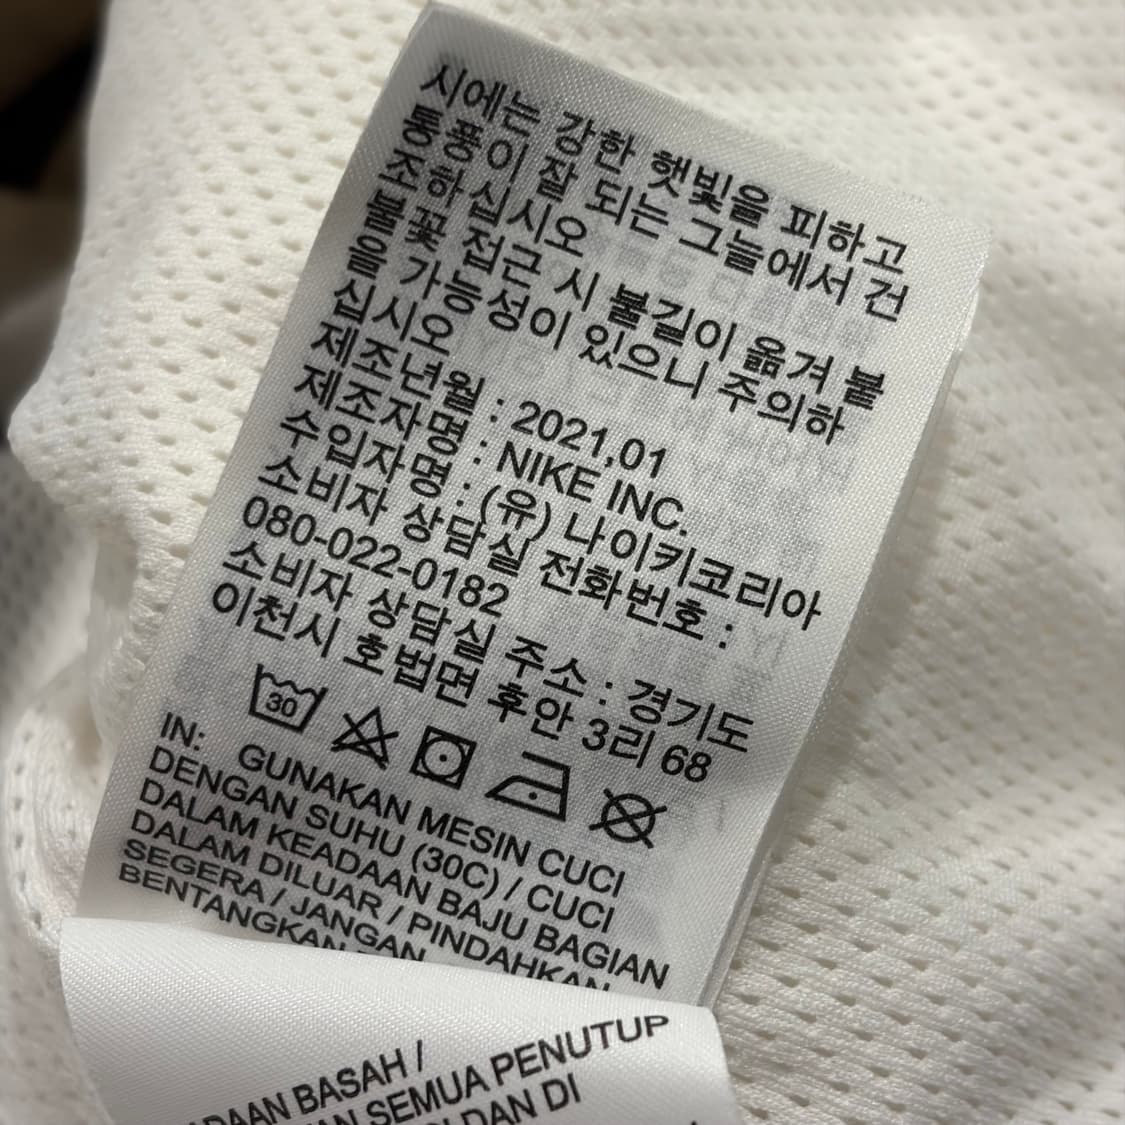 시에는 강한 햇빛을 피하고
통풍이 잘 되는 그늘에서 건
조하십시오
불꽃 접근 시 불길이 옮겨 붙
을 가능성이 있으니 주의하
십시오
제조년월 : 2021,01
제조자명 : NIKE INC.
수입자명 : (유) 나이키코리아
소비자 상담실 전화번호 :
080-022-0182
소비자 상담실 주소 : 경기도
이천시 호법면 후안 3리 68
30
IN: GUNAKAN MESIN CUCI
DENGAN SUHU (30C) / CUCI
DALAM KEADAAN BAJU BAGIAN
DALAM DILUAR / PINDAHKAN
SEGERA / JANGAN
BENTANGKAN
BASAH /
SEMUA PENUTUP
DAN DI